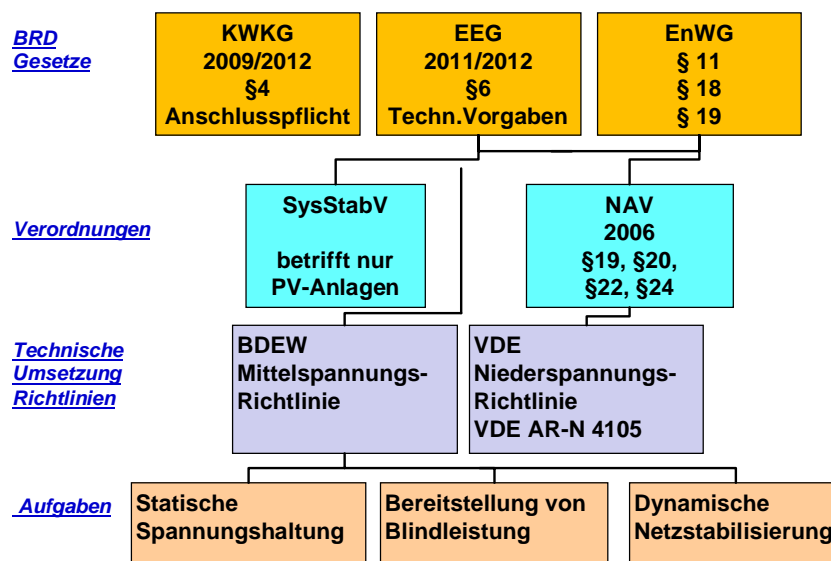 BRD
Gesetze
KWKG
2009/2012
§4
Anschlusspflicht
EEG
2011/2012
§6
Techn.Vorgaben
EnWG
§ 11
§ 18
§ 19
Verordnungen
SysStabV
betrifft nur
PV-Anlagen
NAV
2006
§19, §20,
§22, §24
Technische
Umsetzung
Richtlinien
BDEW
Mittelspannungs-
Richtlinie
VDE
Niederspannungs-
Richtlinie
VDE AR-N 4105
Aufgaben
Statische
Spannungshaltung
Bereitstellung von
Blindleistung
Dynamische
Netzstabilisierung